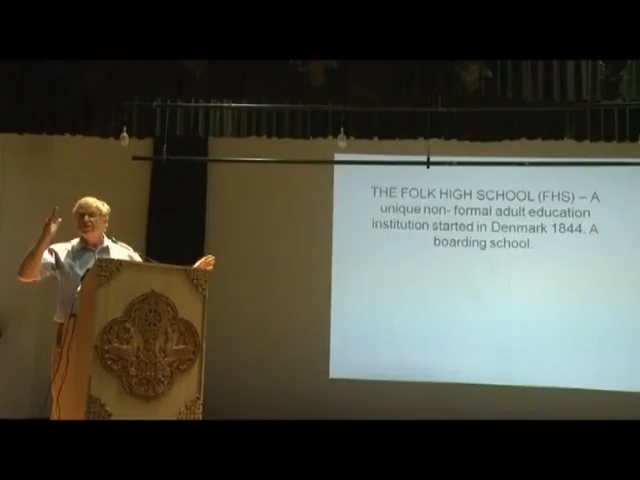 THE FOLK HIGH SCHOOL (FHS) – A
unique non- formal adult education
institution started in Denmark 1844. A
boarding school.